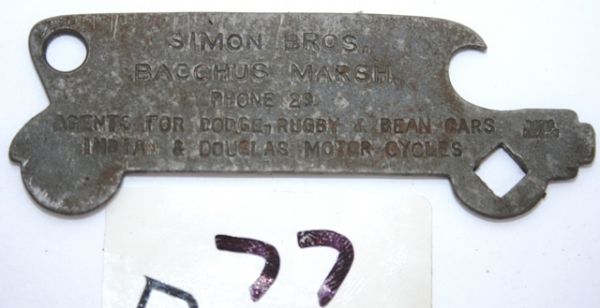 SIMON BROS.,
BACCHUS MARSH.
PHONE 29.
AGENTS FOR DODGE, RUGBY & BEAN CARS
INDIAN & DOUGLAS MOTOR CYCLES
77